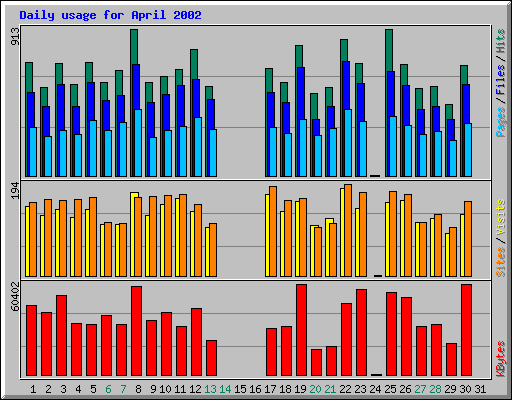 Daily usage for April 2002
913
Pages / Files / Hits
194
Sites / Visits
60402
KBytes
1 2 3 4 5 6 7 8 9 10 11 12 13 14 15 16 17 18 19 20 21 22 23 24 25 26 27 28 29 30 31